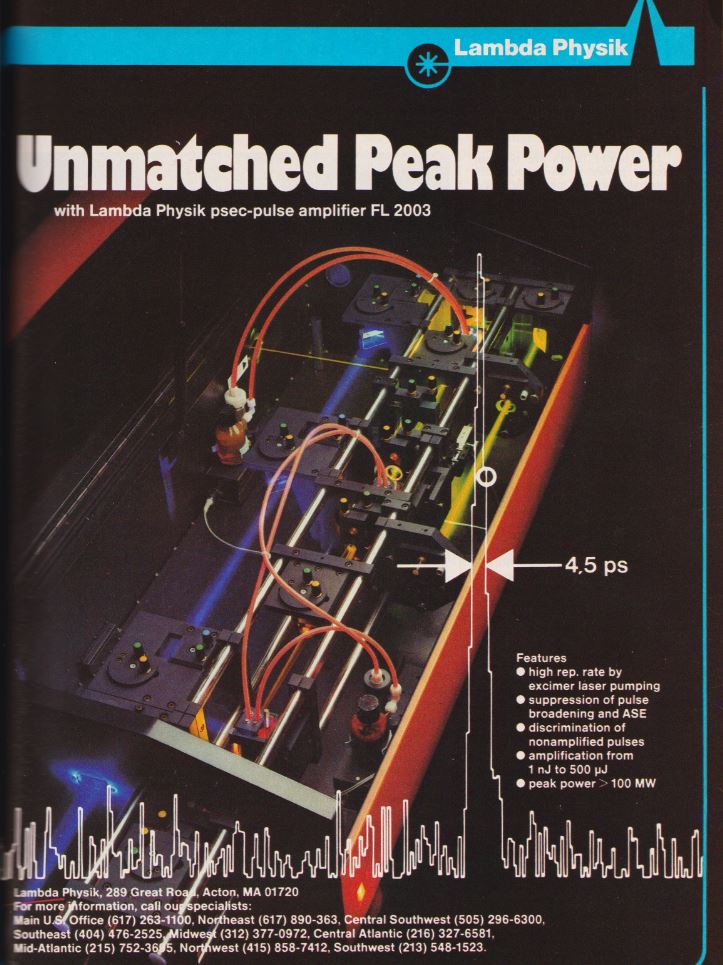 Lambda Physik
Unmatched Peak Power
with Lambda Physik psec-pulse amplifier FL 2003
4,5 ps
Features
● high rep. rate by
excimer laser pumping
● suppression of pulse
broadening and ASE
● discrimination of
nonamplified pulses
● amplification from
1 nJ to 500 µJ
● peak power > 100 MW
Lambda Physik, 289 Great Road, Acton, MA 01720
For more information, call our specialists:
Main U.S. Office (617) 263-1100, Northeast (617) 890-363, Central Southwest (505) 296-6300,
Southeast (404) 476-2525, Midwest (312) 377-0972, Central Atlantic (216) 327-6581,
Mid-Atlantic (215) 752-3695, Northwest (415) 858-7412, Southwest (213) 548-1523.